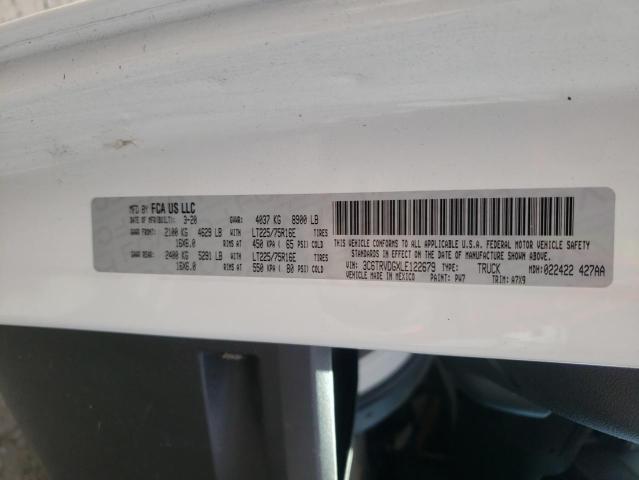 MFD BY FCA US LLC
DATE OF MFR(BUILT): 3-20 GVWR: 4037 KG 8900 LB
GAWR FRONT: 2100 KG 4629 LB WITH LT225/75R16E TIRES
16X6.0 RIMS AT 450 KPA ( 65 PSI) COLD
GAWR REAR: 2400 KG 5291 LB WITH LT225/75R16E TIRES
16X6.0 RIMS AT 550 KPA ( 80 PSI) COLD
THIS VEHICLE CONFORMS TO ALL APPLICABLE U.S.A. FEDERAL MOTOR VEHICLE SAFETY
STANDARDS IN EFFECT ON THE DATE OF MANUFACTURE SHOWN ABOVE.
VIN: 3C6TRVDGXLE122679 TYPE: TRUCK MDH: 022422 427AA
VEHICLE MADE IN MEXICO PAINT: PW7 TRIM: A7X9